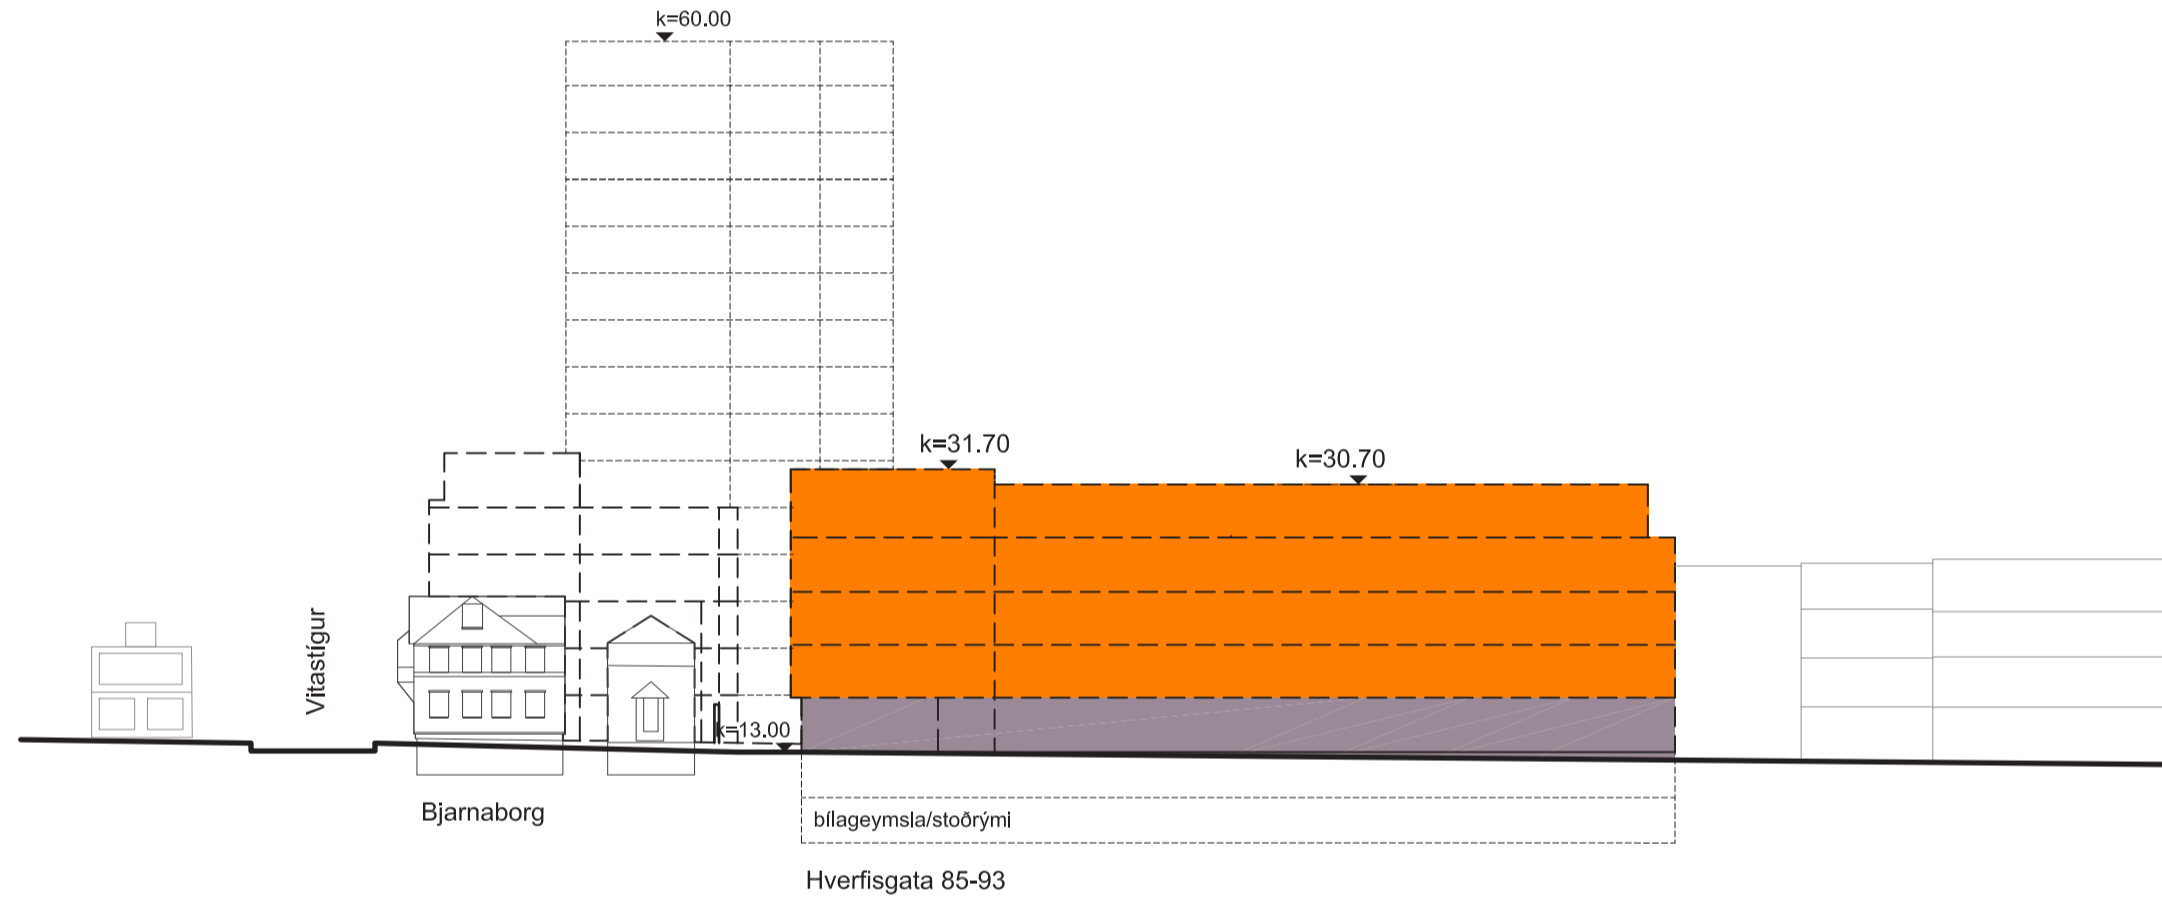 k=60.00
k=31.70
k=30.70
Vitastígur
k=13.00
Bjarnaborg
bílageymsla/stoðrými
Hverfisgata 85-93